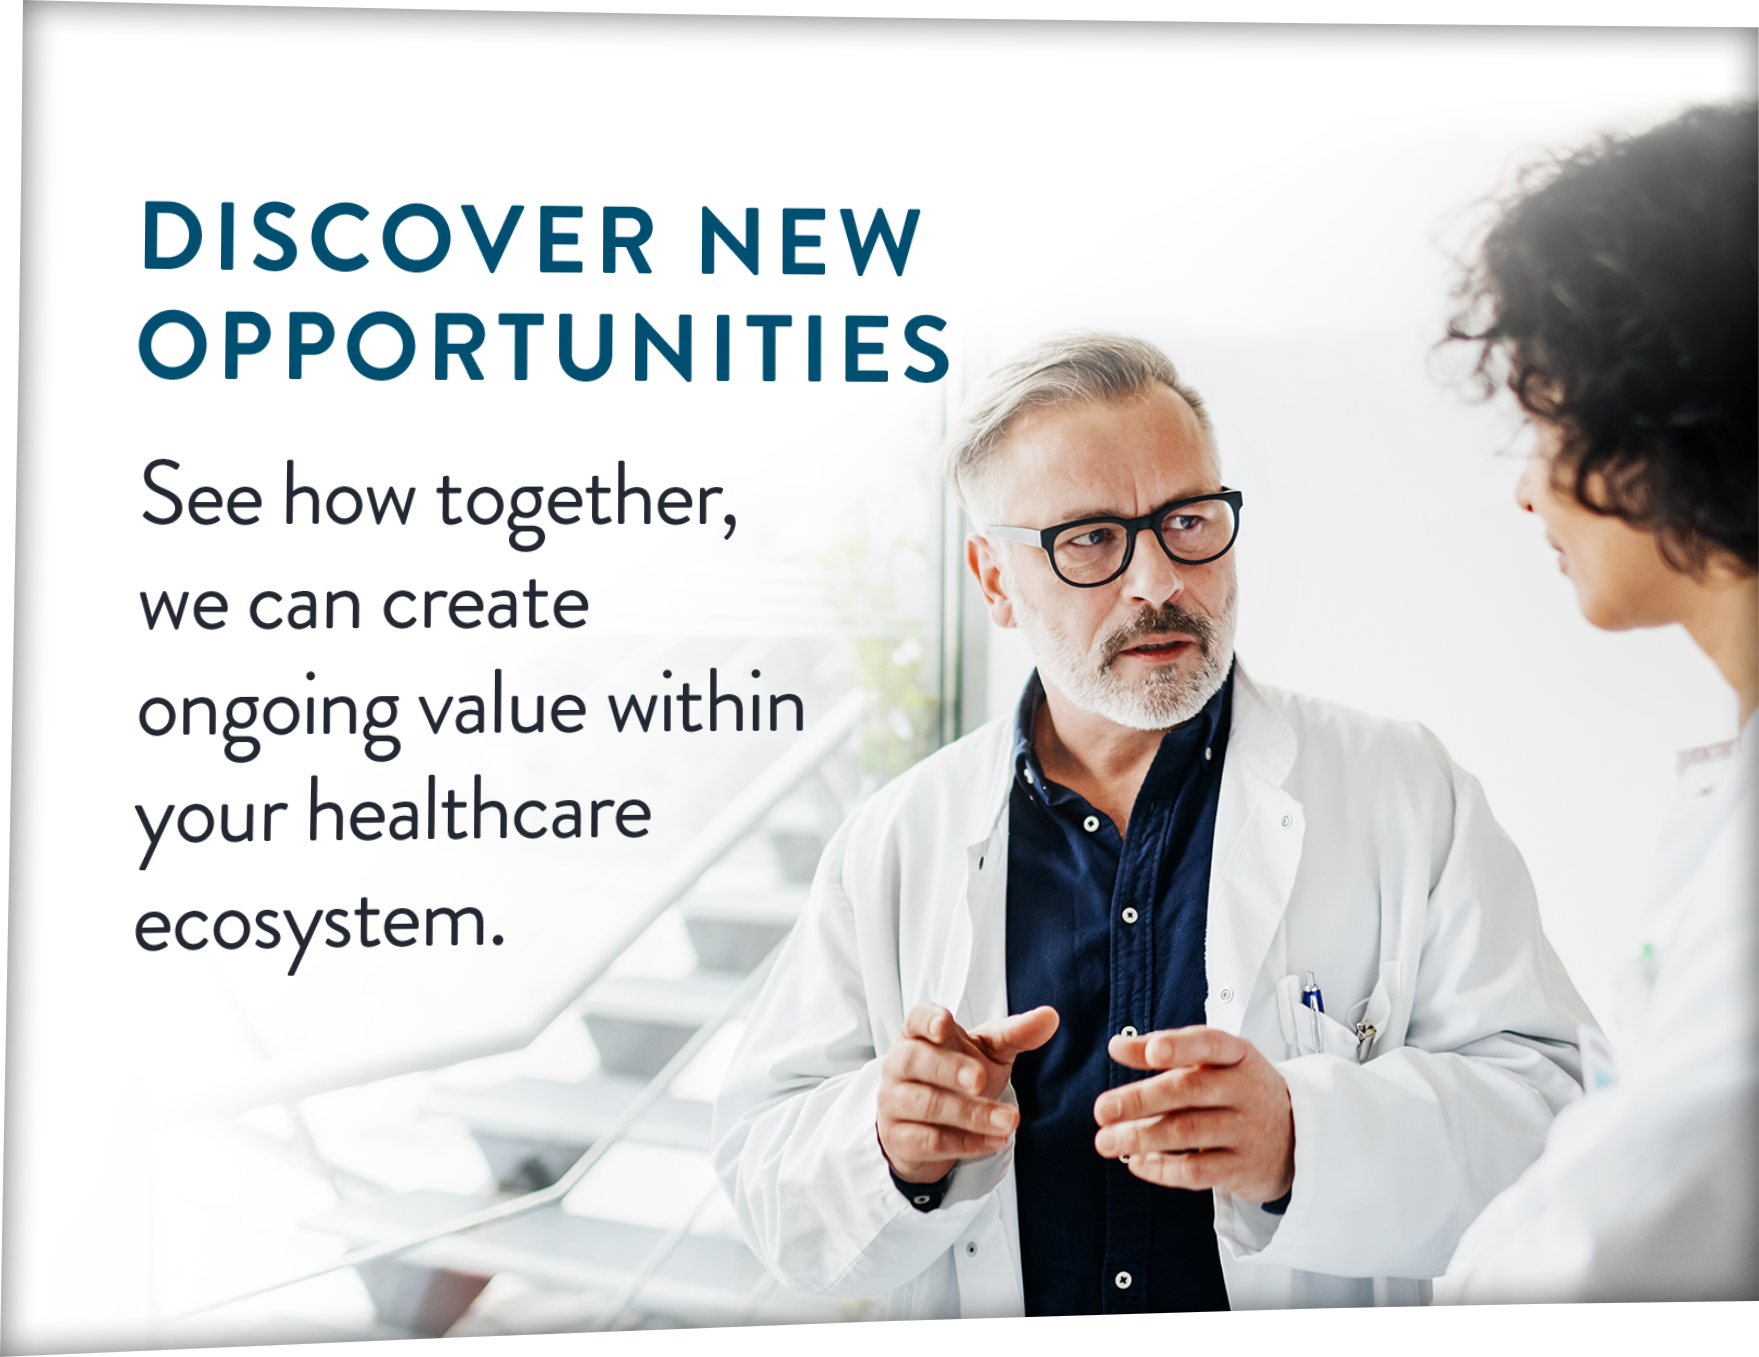 DISCOVER NEW
OPPORTUNITIES
See how together,
we can create
ongoing value within
your healthcare
ecosystem.